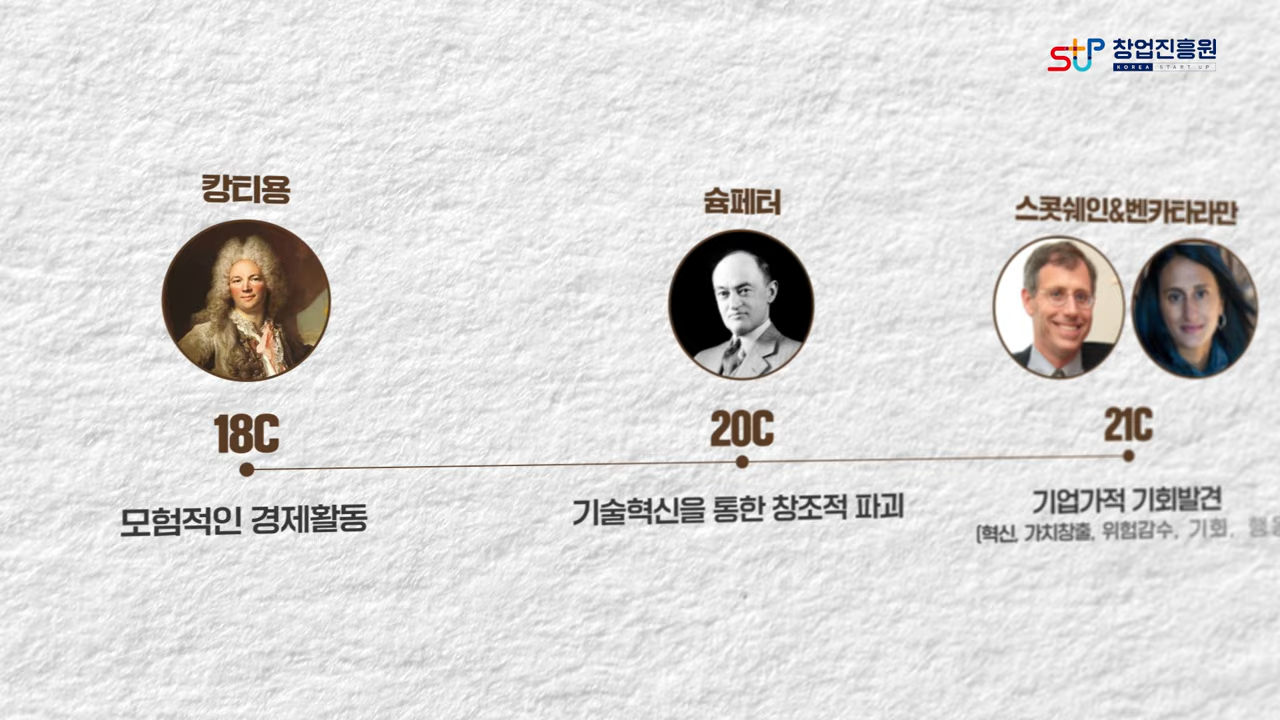 StUP 창업진흥원
KOREA START UP
캉티용
슘페터
스콧쉐인&벤카타라만
18C
20C
21C
모험적인 경제활동
기술혁신을 통한 창조적 파괴
기업가적 기회발견
(혁신, 가치창출, 위험감수, 기회,